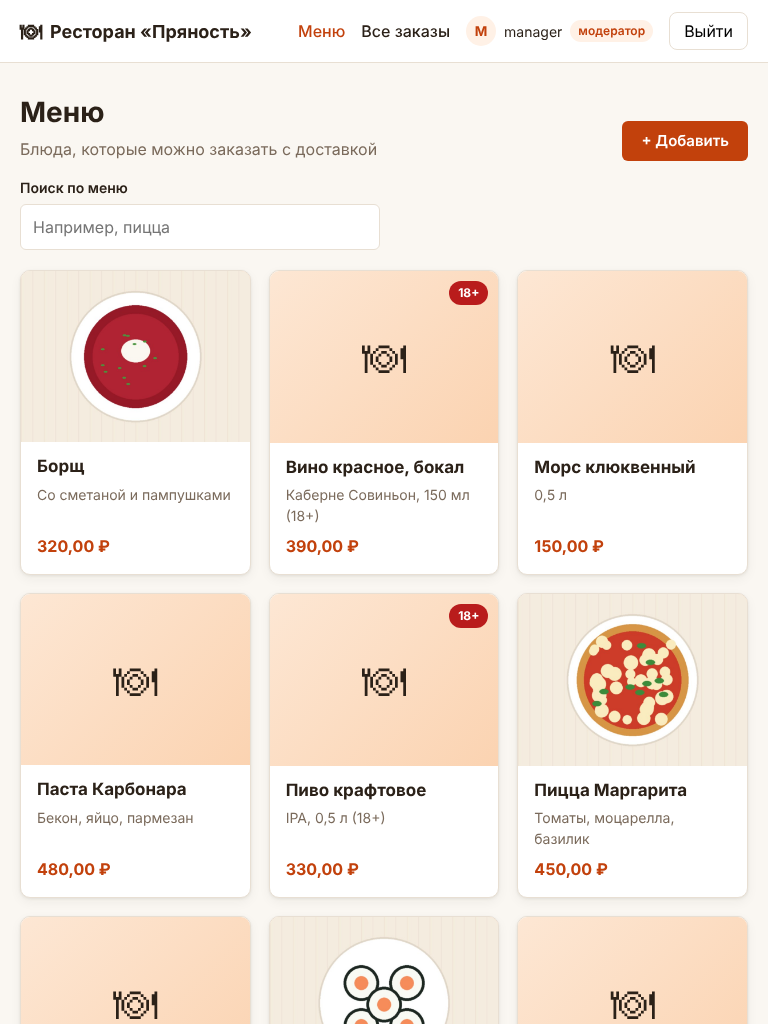 Ресторан «Пряность»
Меню
Все заказы
M
manager
модератор
Выйти
Меню
Блюда, которые можно заказать с доставкой
+ Добавить
Поиск по меню
Например, пицца
Борщ
Со сметаной и пампушками
320,00 ₽
18+
Вино красное, бокал
Каберне Совиньон, 150 мл
(18+)
390,00 ₽
Морс клюквенный
0,5 л
150,00 ₽
Паста Карбонара
Бекон, яйцо, пармезан
480,00 ₽
18+
Пиво крафтовое
IPA, 0,5 л (18+)
330,00 ₽
Пицца Маргарита
Томаты, моцарелла,
базилик
450,00 ₽